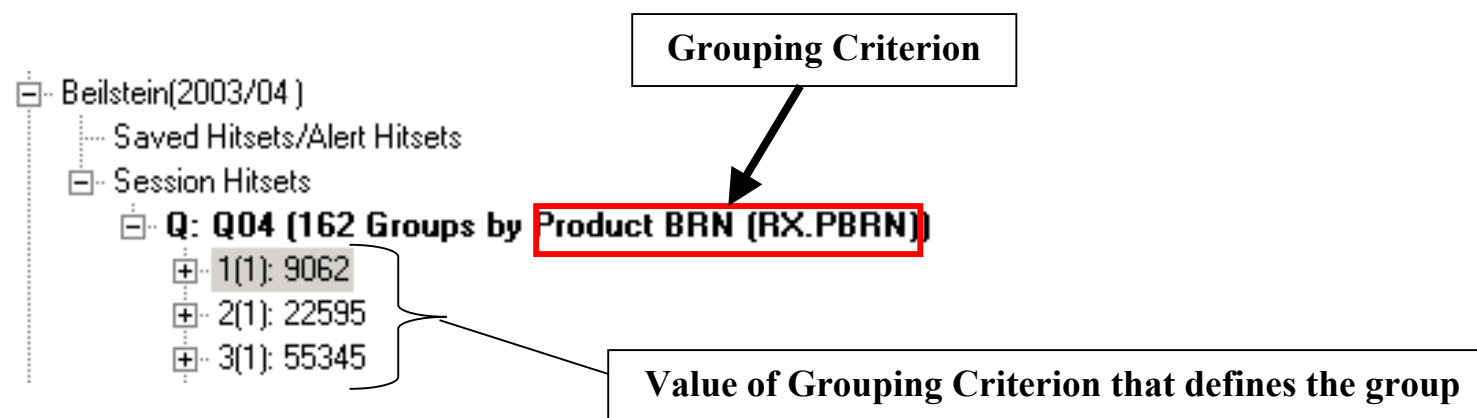 Grouping Criterion
Beilstein(2003/04 )
Saved Hitsets/Alert Hitsets
Session Hitsets
Q: Q04 (162 Groups by Product BRN (RX.PBRN))
1(1): 9062
2(1): 22595
3(1): 55345
Value of Grouping Criterion that defines the group